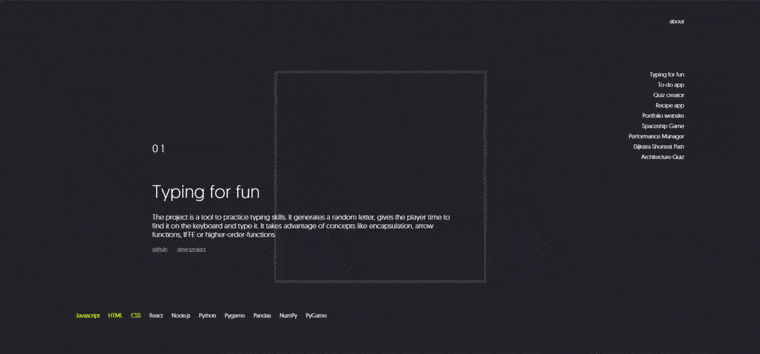 about
Typing for fun
To-do app
Quiz creator
Recipe app
Portfolio website
Spaceship Game
Performance Manager
Dijkstra Shortest Path
Architecture Quiz
01
Typing for fun
The project is a tool to practice typing skills. It generates a random letter, gives the player time to
find it on the keyboard and type it. It takes advantage of concepts like encapsulation, arrow
functions, IFFE or higher-order-functions.
github view project
Javascript HTML CSS React Node.js Python Pygame Pandas NumPy PyGame